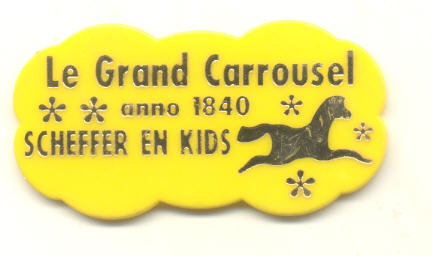 Le Grand Carrousel
anno 1840
SCHEFFER EN KIDS